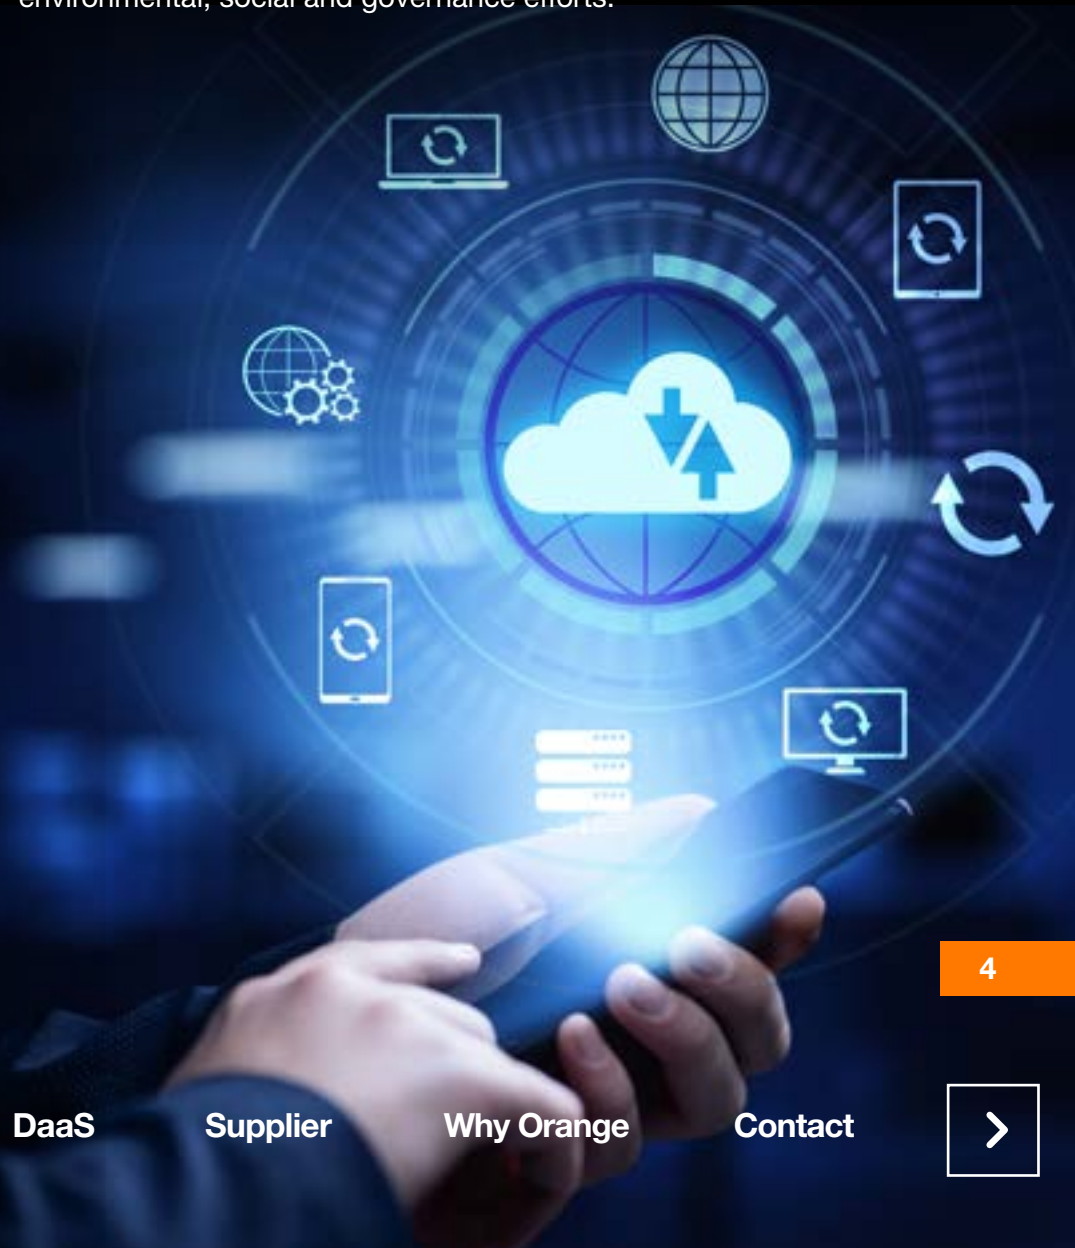 environmental, social and governance efforts.
4
DaaS
Supplier
Why Orange
Contact